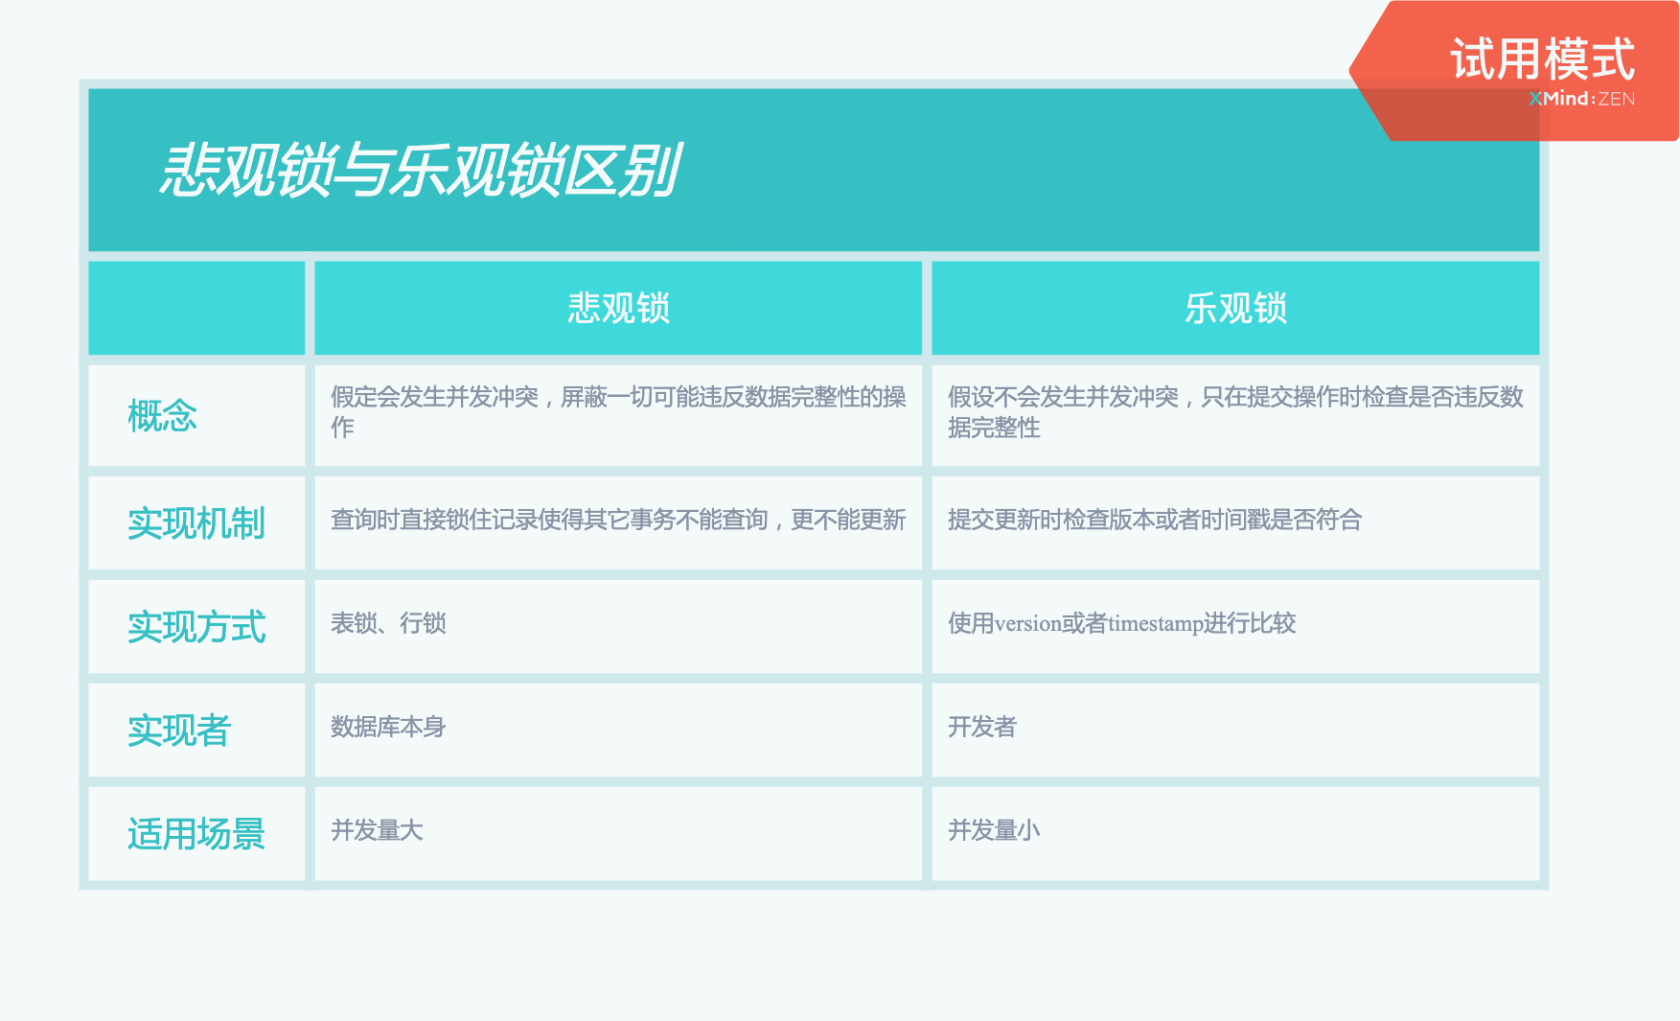 试用模式
XMind:ZEN
悲观锁与乐观锁区别
悲观锁
乐观锁
概念
假定会发生并发冲突，屏蔽一切可能违反数据完整性的操
作
假设不会发生并发冲突，只在提交操作时检查是否违反数
据完整性
实现机制
查询时直接锁住记录使得其它事务不能查询，更不能更新
提交更新时检查版本或者时间戳是否符合
实现方式
表锁、行锁
使用version或者timestamp进行比较
实现者
数据库本身
开发者
适用场景
并发量大
并发量小